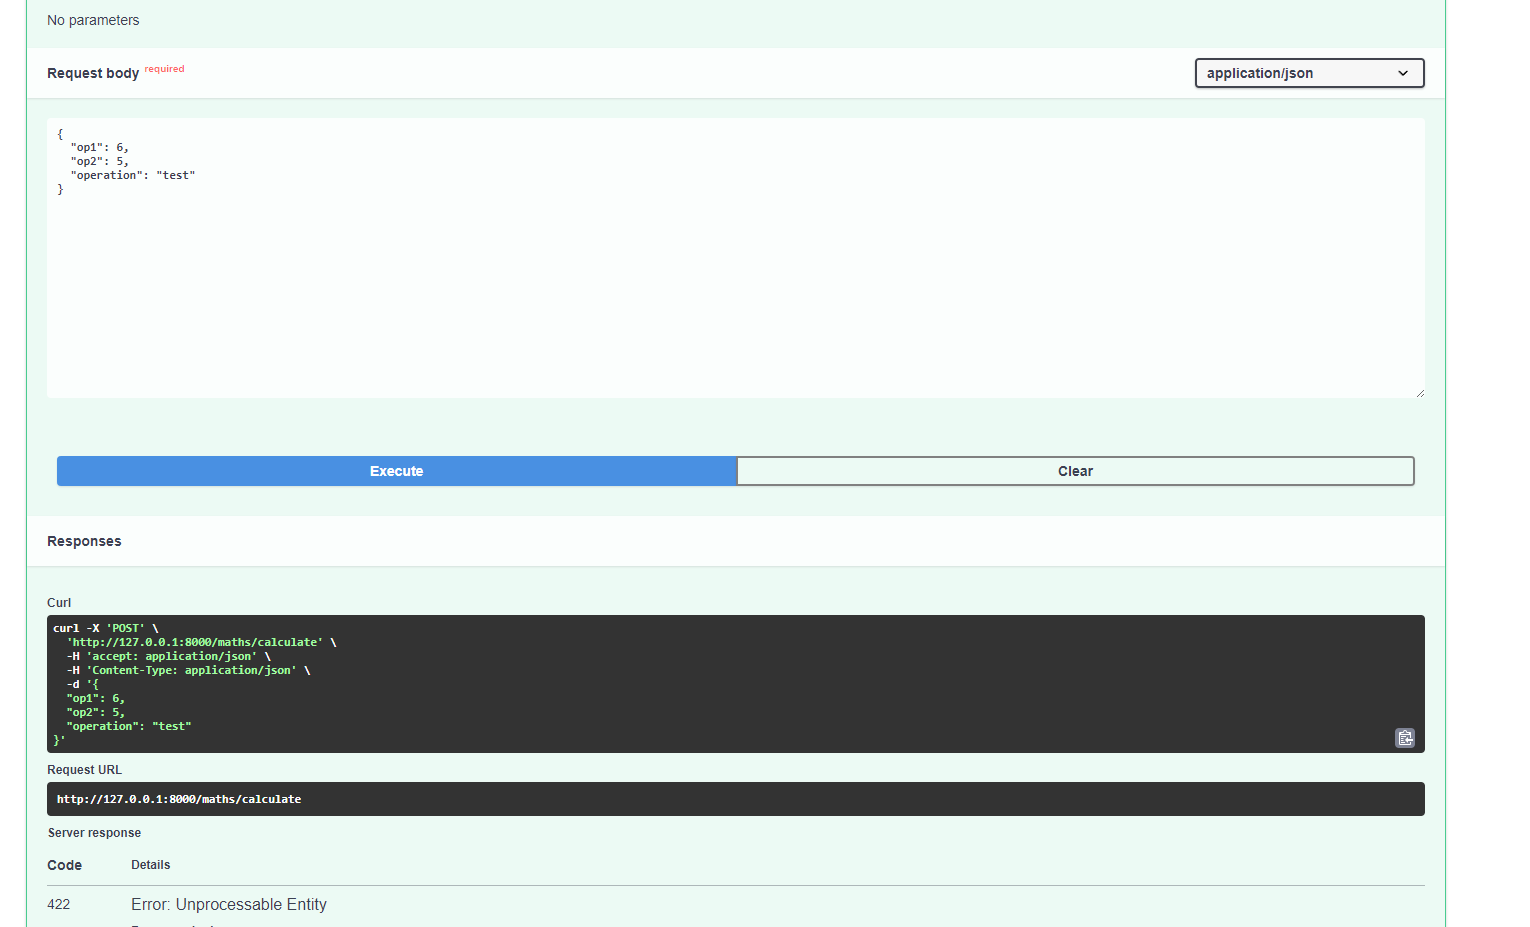 No parameters
Request body required
application/json
{
  "op1": 6,
  "op2": 5,
  "operation": "test"
}
Execute
Clear
Responses
Curl
curl -X 'POST' \
  'http://127.0.0.1:8000/maths/calculate' \
  -H 'accept: application/json' \
  -H 'Content-Type: application/json' \
  -d '{
  "op1": 6,
  "op2": 5,
  "operation": "test"
}'
Request URL
http://127.0.0.1:8000/maths/calculate
Server response
Code Details
422 Error: Unprocessable Entity